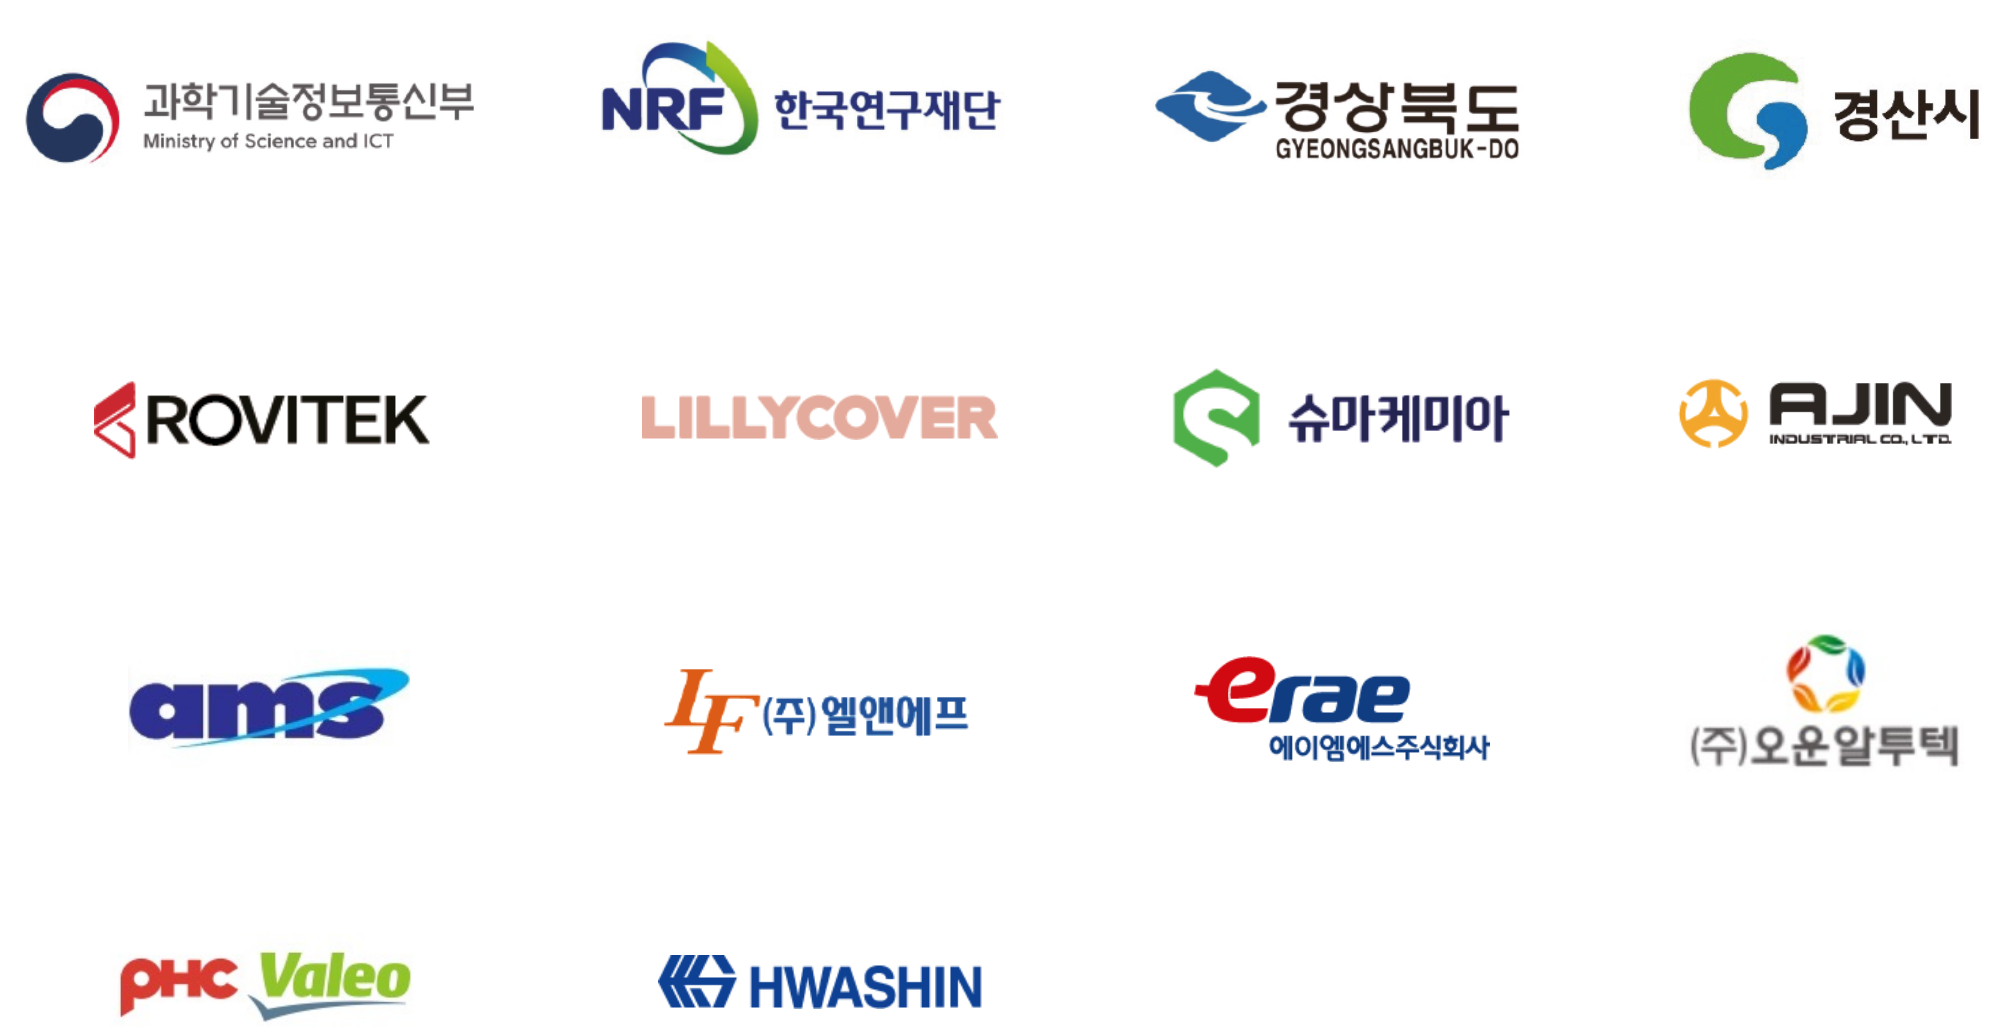 과학기술정보통신부
Ministry of Science and ICT
NRF 한국연구재단
경상북도
GYEONGSANGBUK-DO
경산시
ROVITEK
LILLYCOVER
슈마케미아
AJIN
INDUSTRIAL CO., LTD.
ams
LF (주)엘앤에프
erae
에이엠에스주식회사
(주)오운알투텍
PHC Valeo
HWASHIN